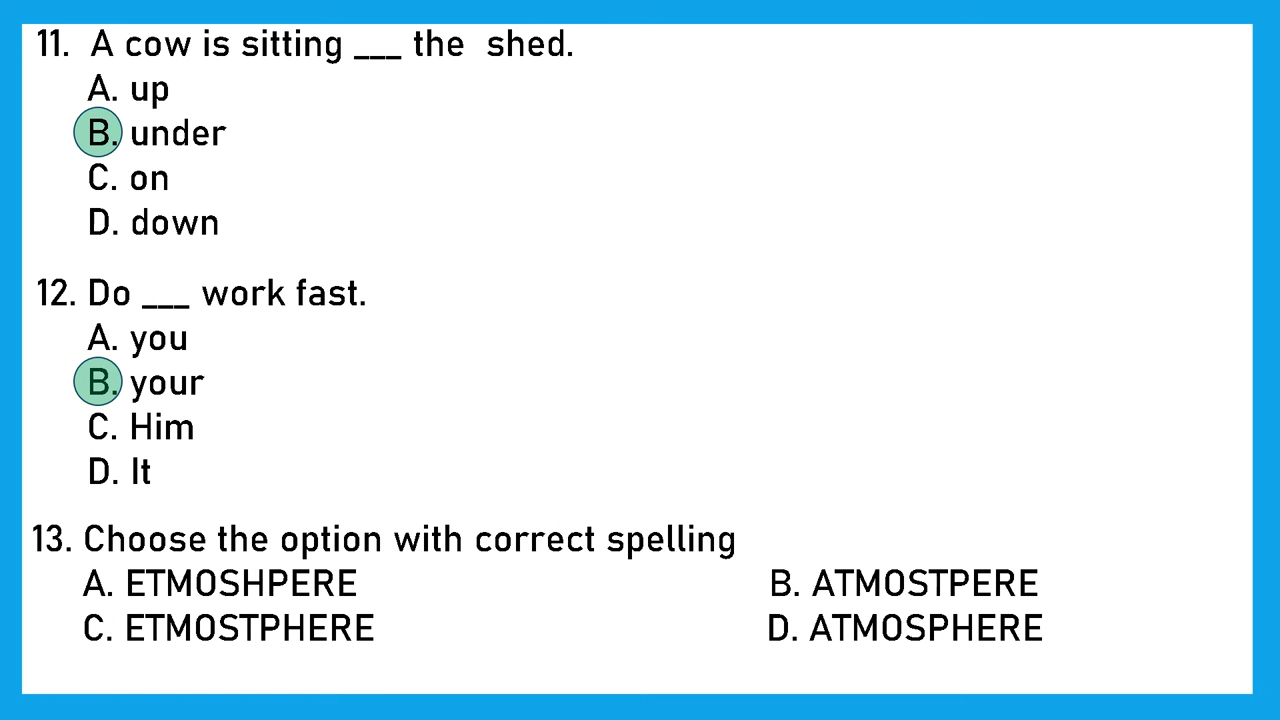 11. A cow is sitting ___ the shed.
A. up
B. under
C. on
D. down
12. Do ___ work fast.
A. you
B. your
C. Him
D. It
13. Choose the option with correct spelling
A. ETMOSHPERE B. ATMOSTPERE
C. ETMOSTPHERE D. ATMOSPHERE